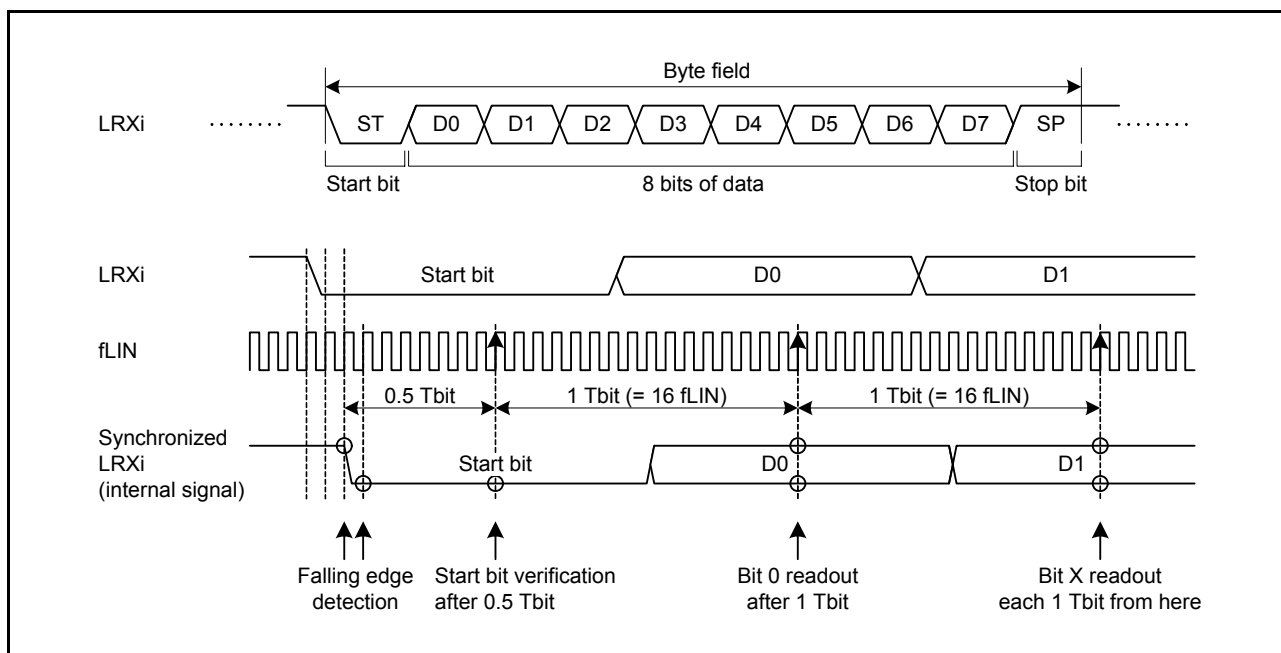 Byte field
LRXi ........ ST D0 D1 D2 D3 D4 D5 D6 D7 SP ........
Start bit 8 bits of data Stop bit
LRXi Start bit D0 D1
fLIN
0.5 Tbit 1 Tbit (= 16 fLIN) 1 Tbit (= 16 fLIN)
Synchronized
LRXi Start bit D0 D1
(internal signal)
Falling edge Start bit verification Bit 0 readout Bit X readout
detection after 0.5 Tbit after 1 Tbit each 1 Tbit from here